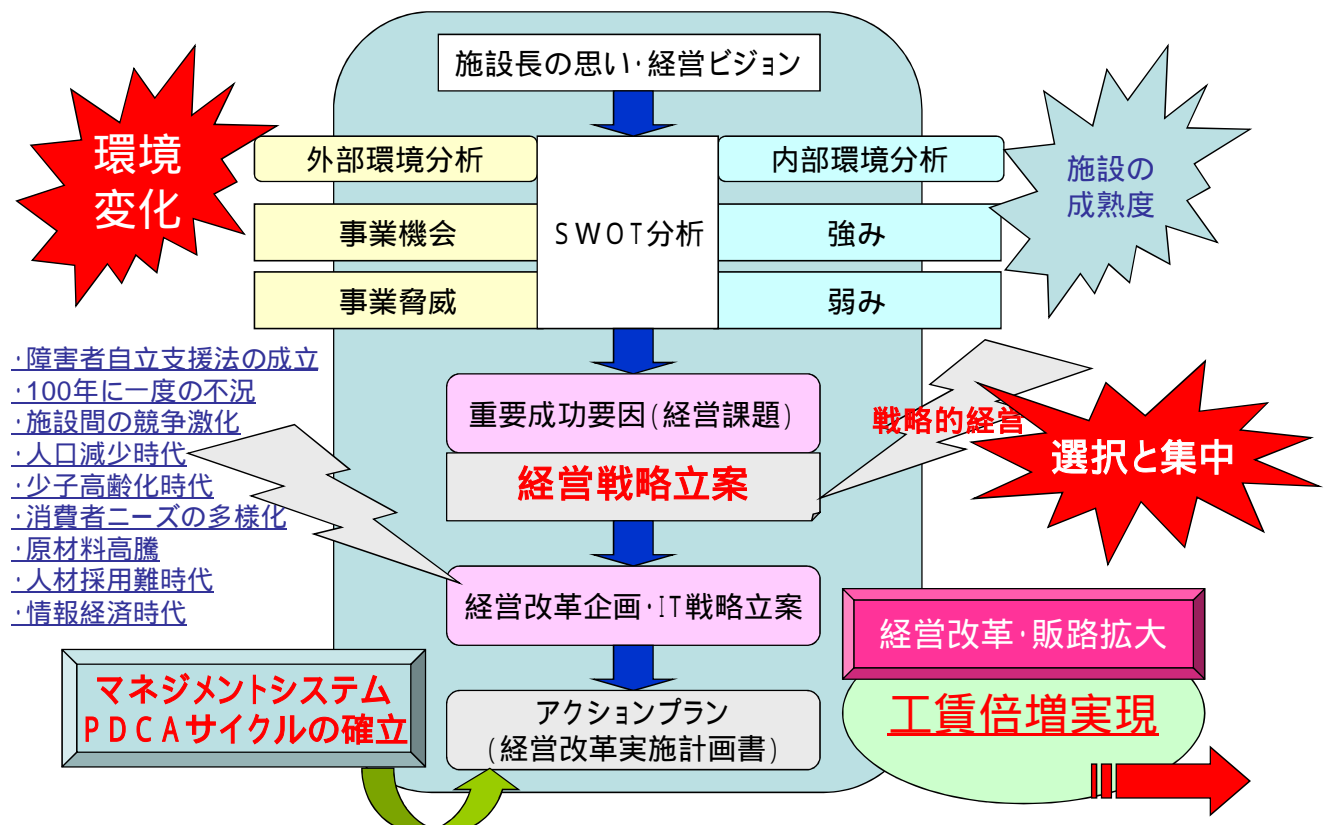 施設長の思い･経営ビジョン
環境
変化
外部環境分析
事業機会
事業脅威
SWOT分析
内部環境分析
強み
弱み
施設の
成熟度
･障害者自立支援法の成立
･100年に一度の不況
･施設間の競争激化
･人口減少時代
･少子高齢化時代
･消費者ニーズの多様化
･原材料高騰
･人材採用難時代
･情報経済時代
重要成功要因(経営課題)
経営戦略立案
戦略的経営
選択と集中
経営改革企画･IT戦略立案
経営改革･販路拡大
工賃倍増実現
マネジメントシステム
PDCAサイクルの確立
アクションプラン
(経営改革実施計画書)